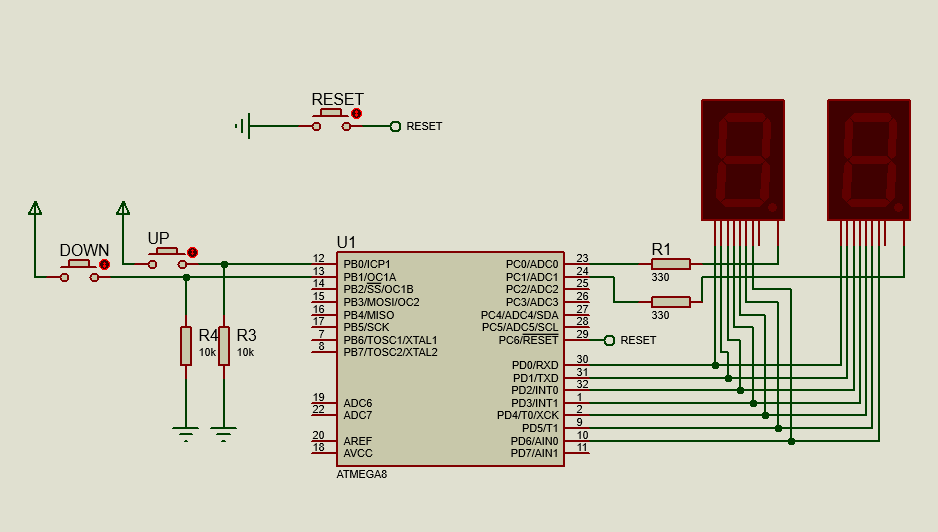 RESET
RESET
DOWN
UP
U1
12 PB0/ICP1
13 PB1/OC1A
14 PB2/SS/OC1B
15 PB3/MOSI/OC2
16 PB4/MISO
17 PB5/SCK
7 PB6/TOSC1/XTAL1
8 PB7/TOSC2/XTAL2
19 ADC6
22 ADC7
20 AREF
18 AVCC
PC0/ADC0 23
PC1/ADC1 24
PC2/ADC2 25
PC3/ADC3 26
PC4/ADC4/SDA 27
PC5/ADC5/SCL 28
PC6/RESET 29
PD0/RXD 30
PD1/TXD 31
PD2/INT0 32
PD3/INT1 1
PD4/T0/XCK 2
PD5/T1 9
PD6/AIN0 10
PD7/AIN1 11
ATMEGA8
RESET
R1
330
330
R4
10k
R3
10k